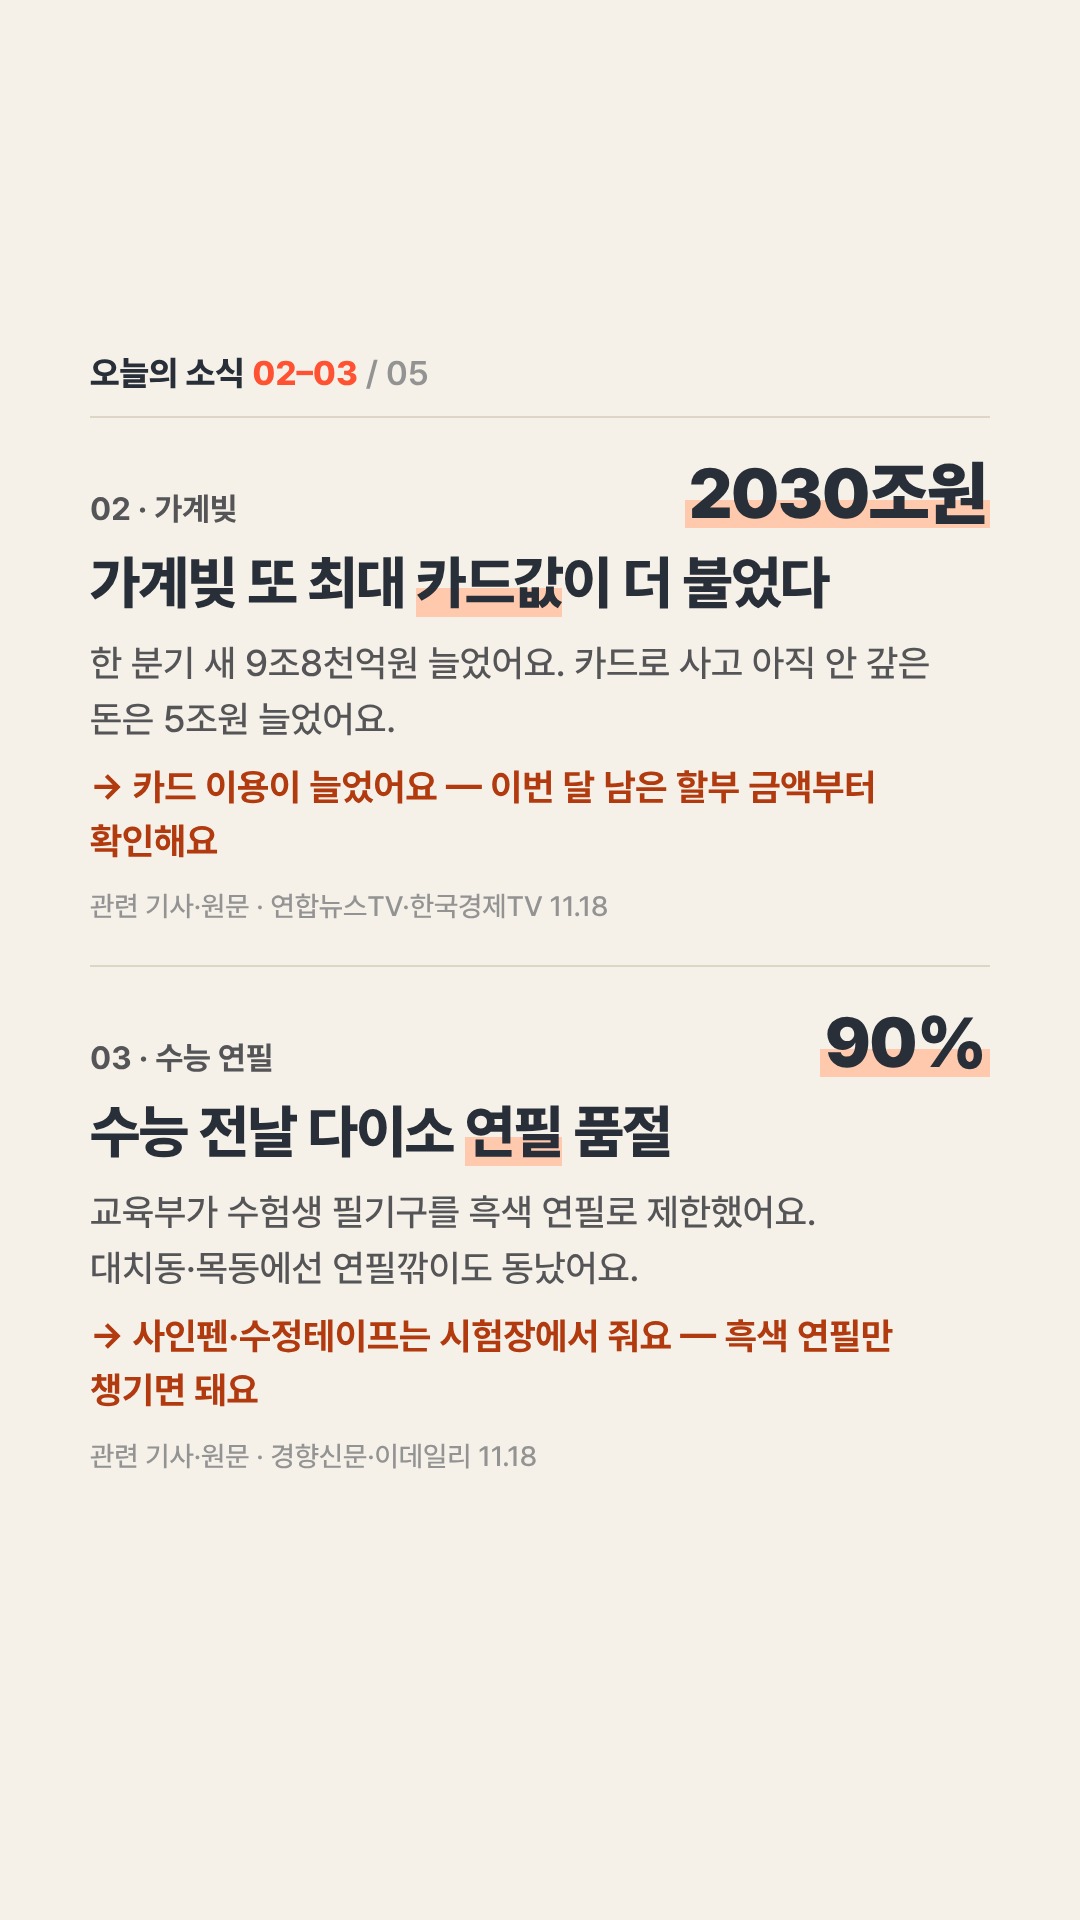 오늘의 소식 02–03 / 05
02 · 가계빚
2030조원
가계빚 또 최대 카드값이 더 불었다
한 분기 새 9조8천억원 늘었어요. 카드로 사고 아직 안 갚은
돈은 5조원 늘었어요.
→ 카드 이용이 늘었어요 — 이번 달 남은 할부 금액부터
확인해요
관련 기사·원문 · 연합뉴스TV·한국경제TV 11.18
03 · 수능 연필
90%
수능 전날 다이소 연필 품절
교육부가 수험생 필기구를 흑색 연필로 제한했어요.
대치동·목동에선 연필깎이도 동났어요.
→ 사인펜·수정테이프는 시험장에서 줘요 — 흑색 연필만
챙기면 돼요
관련 기사·원문 · 경향신문·이데일리 11.18